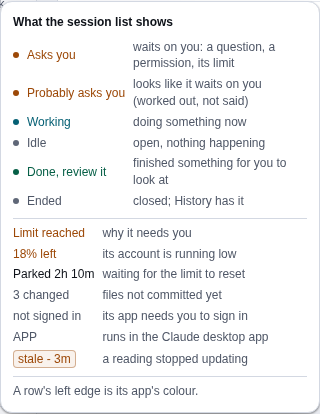 What the session list shows
Asks you waits on you: a question, a
permission, its limit
Probably asks you looks like it waits on you
(worked out, not said)
Working doing something now
Idle open, nothing happening
Done, review it finished something for you to
look at
Ended closed; History has it
Limit reached why it needs you
18% left its account is running low
Parked 2h 10m waiting for the limit to reset
3 changed files not committed yet
not signed in its app needs you to sign in
APP runs in the Claude desktop app
stale - 3m a reading stopped updating
A row's left edge is its app's colour.